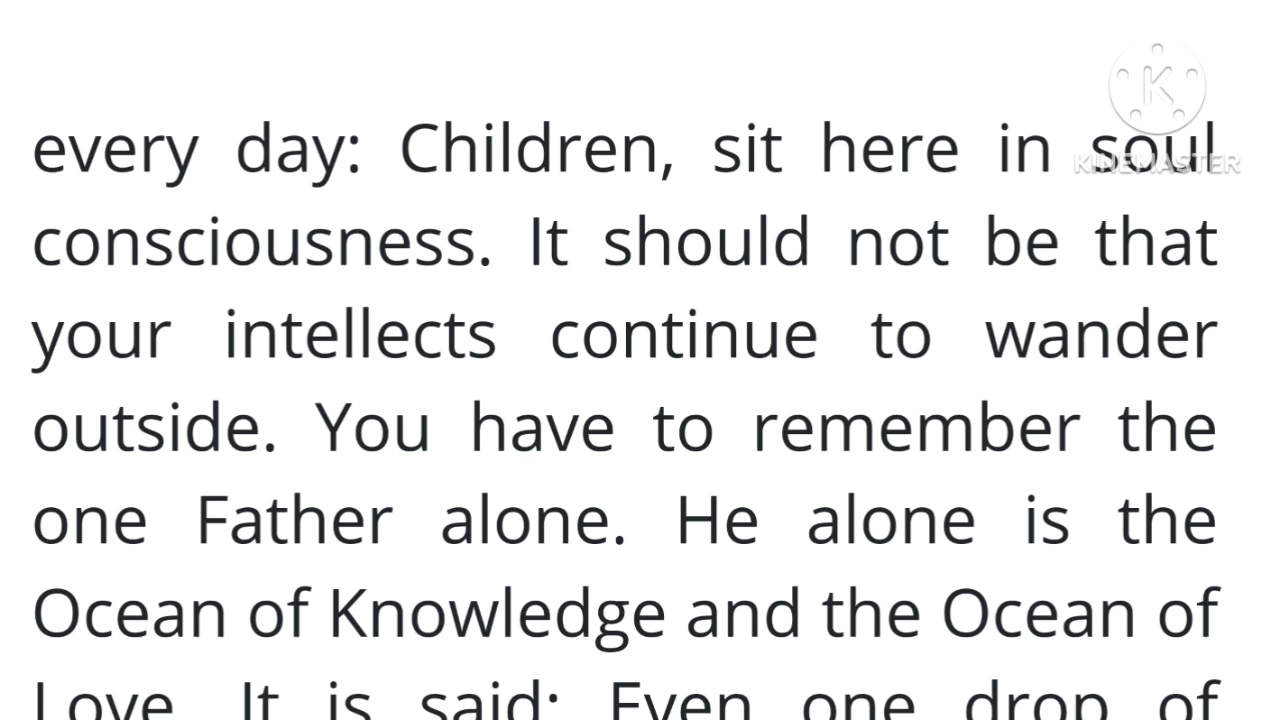 every day: Children, sit here in soul
KINEMASTER
consciousness. It should not be that
your intellects continue to wander
outside. You have to remember the
one Father alone. He alone is the
Ocean of Knowledge and the Ocean of
Love. It is said: Even one drop of